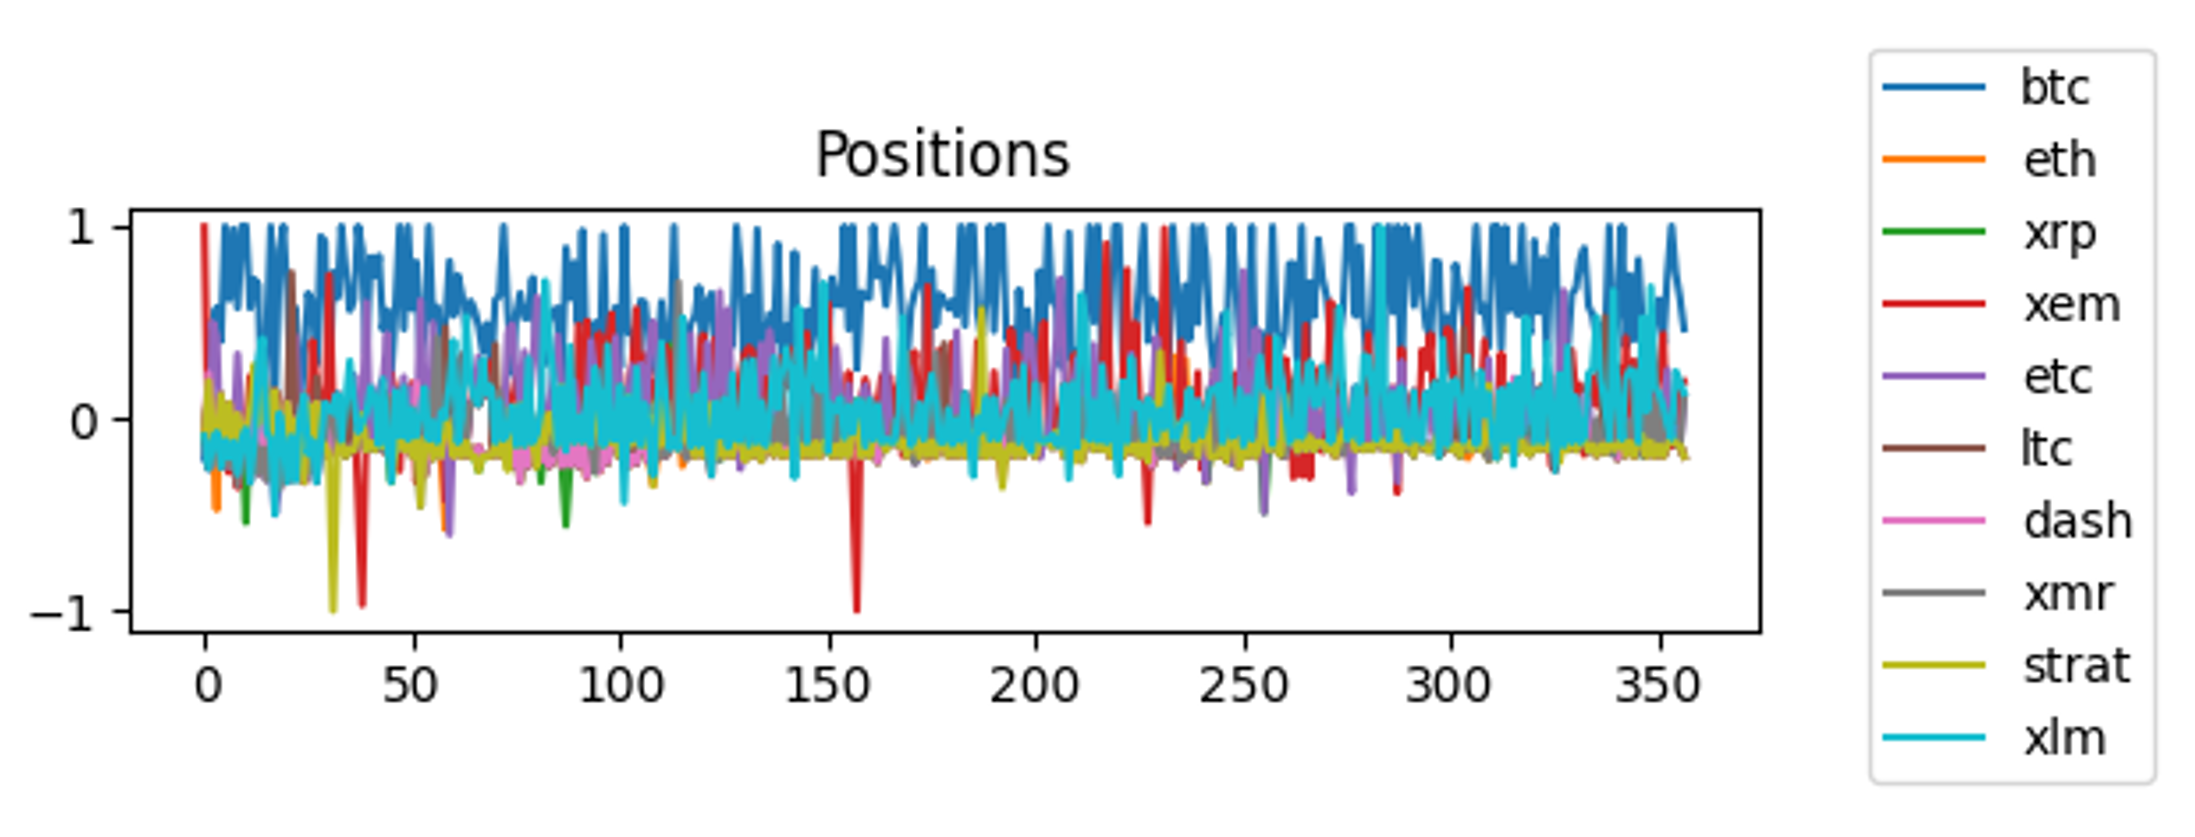 Positions
1
0
−1
0 50 100 150 200 250 300 350
btc
eth
xrp
xem
etc
ltc
dash
xmr
strat
xlm